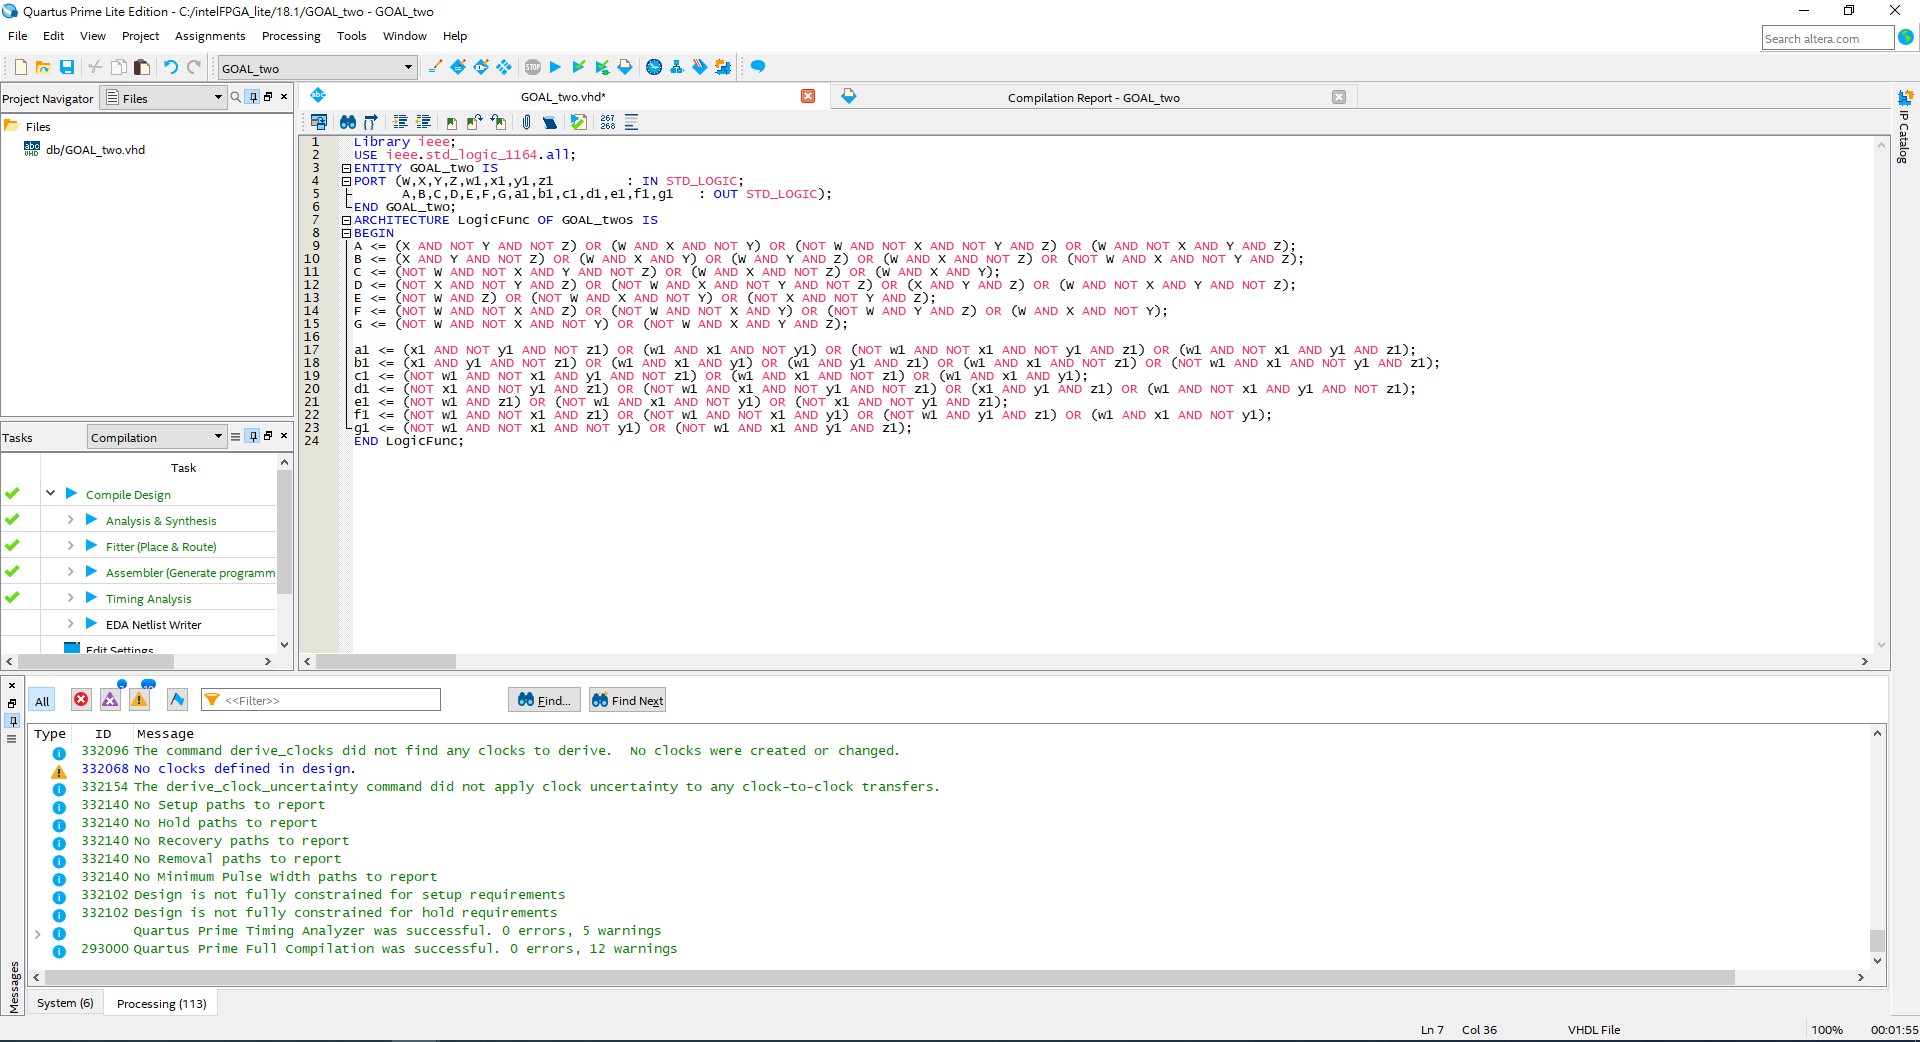 Quartus Prime Lite Edition - C:/intelFPGA_lite/18.1/GOAL_two - GOAL_two
File Edit View Project Assignments Processing Tools Window Help
Search altera.com
GOAL_two
Project Navigator Files
GOAL_two.vhd*
Compilation Report - GOAL_two
Files
db/GOAL_two.vhd
IP Catalog
267
268
1 Library ieee;
2 USE ieee.std_logic_1164.all;
3 ENTITY GOAL_two IS
4 PORT (W,X,Y,Z,w1,x1,y1,z1 : IN STD_LOGIC;
5 A,B,C,D,E,F,G,a1,b1,c1,d1,e1,f1,g1 : OUT STD_LOGIC);
6 END GOAL_two;
7 ARCHITECTURE LogicFunc OF GOAL_twos IS
8 BEGIN
9 A <= (X AND NOT Y AND NOT Z) OR (W AND X AND NOT Y) OR (NOT W AND NOT X AND NOT Y AND Z) OR (W AND NOT X AND Y AND Z);
10 B <= (X AND Y AND NOT Z) OR (W AND X AND Y) OR (W AND Y AND Z) OR (W AND X AND NOT Z) OR (NOT W AND X AND NOT Y AND Z);
11 C <= (NOT W AND NOT X AND Y AND NOT Z) OR (W AND X AND NOT Z) OR (W AND X AND Y);
12 D <= (NOT X AND NOT Y AND Z) OR (NOT W AND X AND NOT Y AND NOT Z) OR (X AND Y AND Z) OR (W AND NOT X AND Y AND NOT Z);
13 E <= (NOT W AND Z) OR (NOT W AND X AND NOT Y) OR (NOT X AND NOT Y AND Z);
14 F <= (NOT W AND NOT X AND Z) OR (NOT W AND NOT X AND Y) OR (NOT W AND Y AND Z) OR (W AND X AND NOT Y);
15 G <= (NOT W AND NOT X AND NOT Y) OR (NOT W AND X AND Y AND Z);
16
17 a1 <= (x1 AND NOT y1 AND NOT z1) OR (w1 AND x1 AND NOT y1) OR (NOT w1 AND NOT x1 AND NOT y1 AND z1) OR (w1 AND NOT x1 AND y1 AND z1);
18 b1 <= (x1 AND y1 AND NOT z1) OR (w1 AND x1 AND y1) OR (w1 AND y1 AND z1) OR (w1 AND x1 AND NOT z1) OR (NOT w1 AND x1 AND NOT y1 AND z1);
19 c1 <= (NOT w1 AND NOT x1 AND y1 AND NOT z1) OR (w1 AND x1 AND NOT z1) OR (w1 AND x1 AND y1);
20 d1 <= (NOT x1 AND NOT y1 AND z1) OR (NOT w1 AND x1 AND NOT y1 AND NOT z1) OR (x1 AND y1 AND z1) OR (w1 AND NOT x1 AND y1 AND NOT z1);
21 e1 <= (NOT w1 AND z1) OR (NOT w1 AND x1 AND NOT y1) OR (NOT x1 AND NOT y1 AND z1);
22 f1 <= (NOT w1 AND NOT x1 AND z1) OR (NOT w1 AND NOT x1 AND y1) OR (NOT w1 AND y1 AND z1) OR (w1 AND x1 AND NOT y1);
23 g1 <= (NOT w1 AND NOT x1 AND NOT y1) OR (NOT w1 AND x1 AND y1 AND z1);
24 END LogicFunc;
Tasks Compilation
Task
Compile Design
Analysis & Synthesis
Fitter (Place & Route)
Assembler (Generate programm
Timing Analysis
EDA Netlist Writer
Edit Settings
All <<Filter>> Find... Find Next
Type ID Message
332096 The command derive_clocks did not find any clocks to derive. No clocks were created or changed.
332068 No clocks defined in design.
332154 The derive_clock_uncertainty command did not apply clock uncertainty to any clock-to-clock transfers.
332140 No Setup paths to report
332140 No Hold paths to report
332140 No Recovery paths to report
332140 No Removal paths to report
332140 No Minimum Pulse Width paths to report
332102 Design is not fully constrained for setup requirements
332102 Design is not fully constrained for hold requirements
Quartus Prime Timing Analyzer was successful. 0 errors, 5 warnings
293000 Quartus Prime Full Compilation was successful. 0 errors, 12 warnings
Messages
System (6) Processing (113)
Ln 7 Col 36 VHDL File 100% 00:01:55